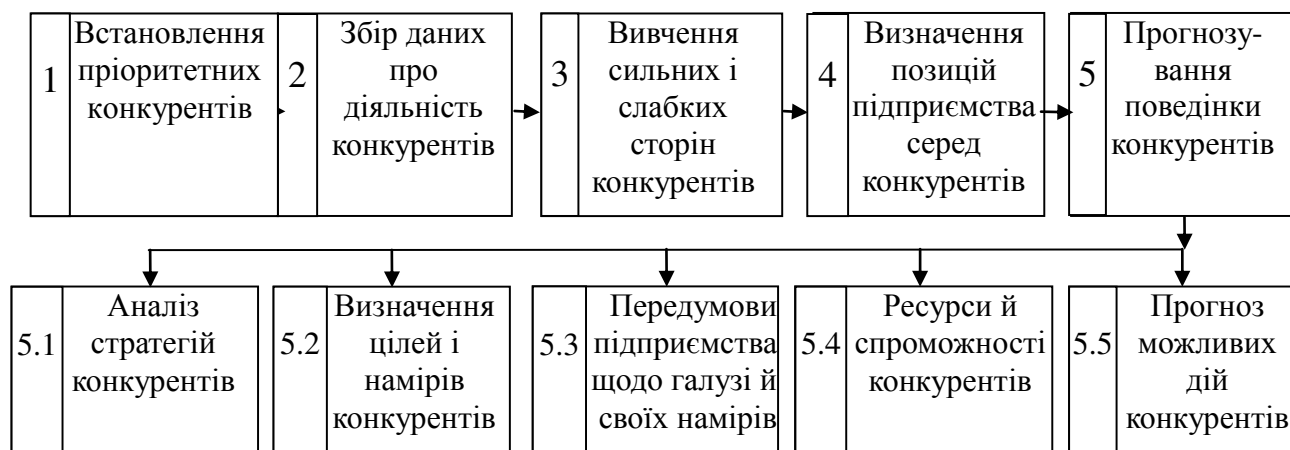 1
Встановлення
пріоритетних
конкурентів
2
Збір даних
про
діяльність
конкурентів
3
Вивчення
сильних і
слабких
сторін
конкурентів
4
Визначення
позицій
підприємства
серед
конкурентів
5
Прогнозу-
вання
поведінки
конкурентів
5.1
Аналіз
стратегій
конкурентів
5.2
Визначення
цілей і
намірів
конкурентів
5.3
Передумови
підприємства
щодо галузі й
своїх намірів
5.4
Ресурси й
спроможності
конкурентів
5.5
Прогноз
можливих
дій
конкурентів